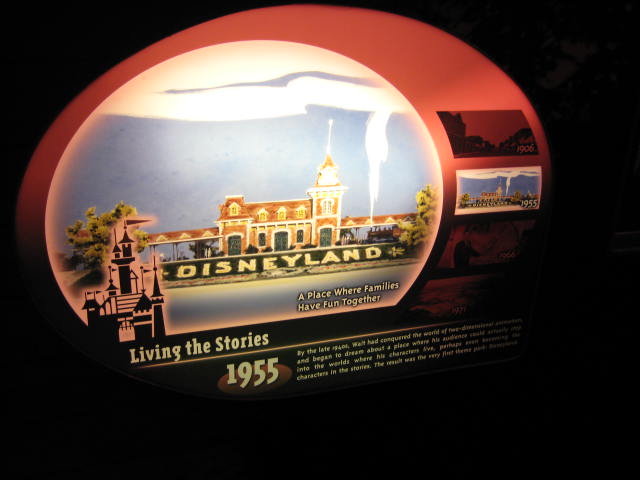 1906
1955
DISNEYLAND
1966
1971
A Place Where Families
Have Fun Together
Living the Stories
1955
By the late 1940s, Walt had conquered the world of two-dimensional animation,
and began to dream about a place where his audience could actually step
into the worlds where his characters live, perhaps even becoming the
characters in the stories. The result was the very first theme park: Disneyland.